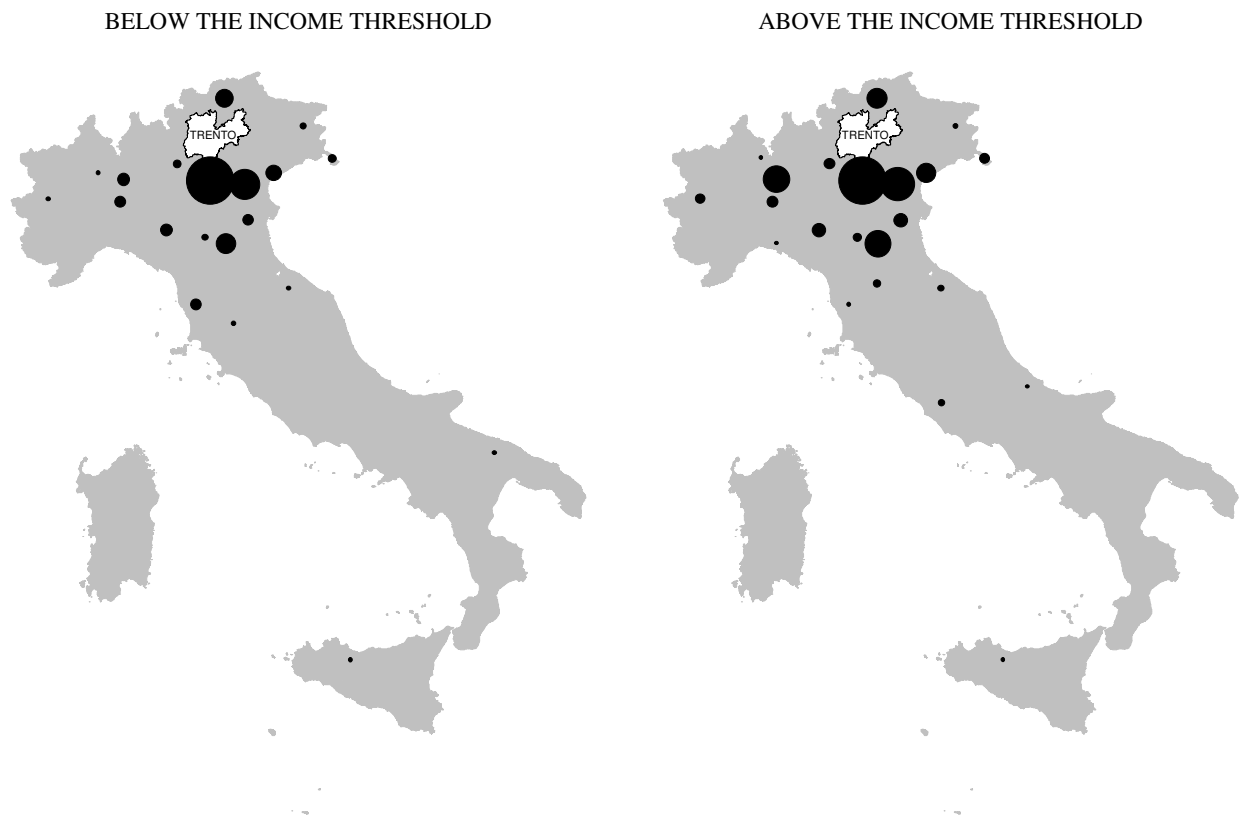 BELOW THE INCOME THRESHOLD
ABOVE THE INCOME THRESHOLD
TRENTO
TRENTO